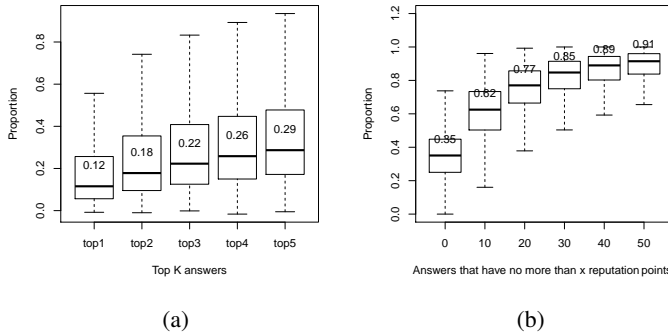 0.8
0.6
0.4
0.2
0.0
Proportion
0.12
0.18
0.22
0.26
0.29
top1 top2 top3 top4 top5
Top K answers
(a)
1.2
1.0
0.8
0.6
0.4
0.2
0.0
Proportion
0.35
0.62
0.77
0.85
0.89
0.91
0 10 20 30 40 50
Answers that have no more than x reputation points
(b)